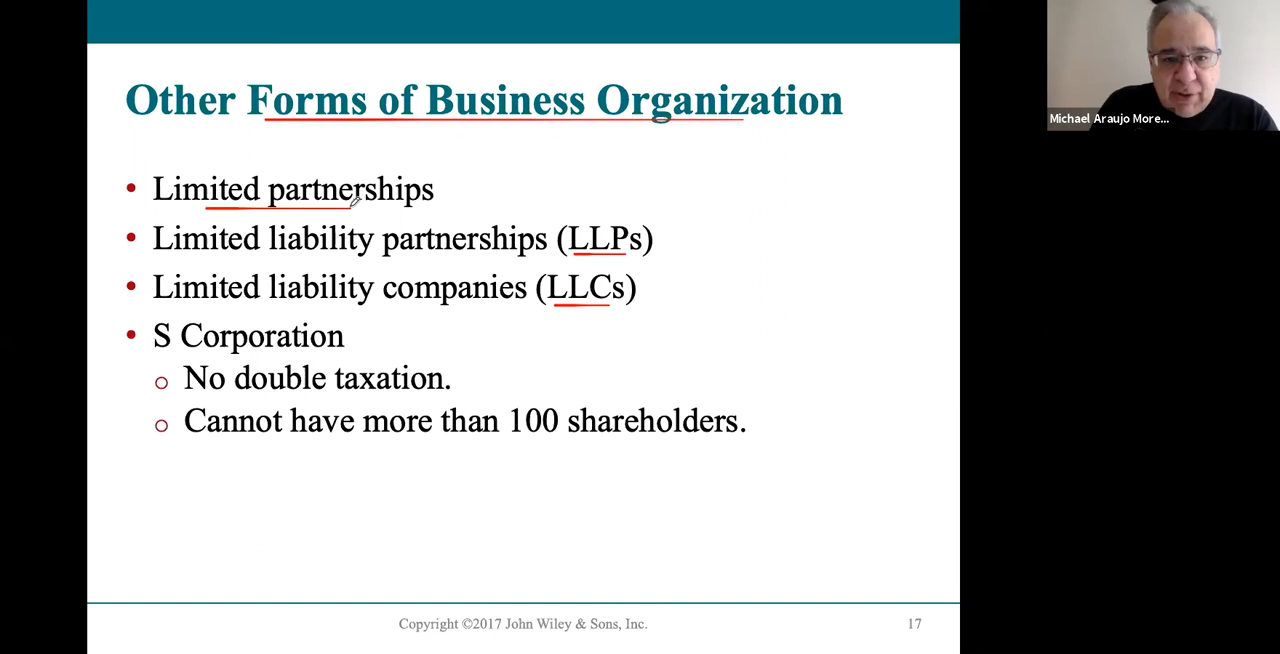 Other Forms of Business Organization
Michael Araujo More...
• Limited partnerships
• Limited liability partnerships (LLPs)
• Limited liability companies (LLCs)
• S Corporation
o No double taxation.
o Cannot have more than 100 shareholders.
Copyright ©2017 John Wiley & Sons, Inc.
17